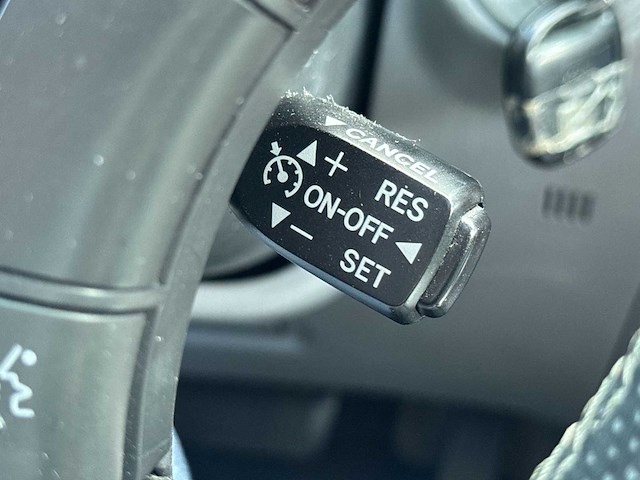 CANCEL
+ RES
ON-OFF
- SET